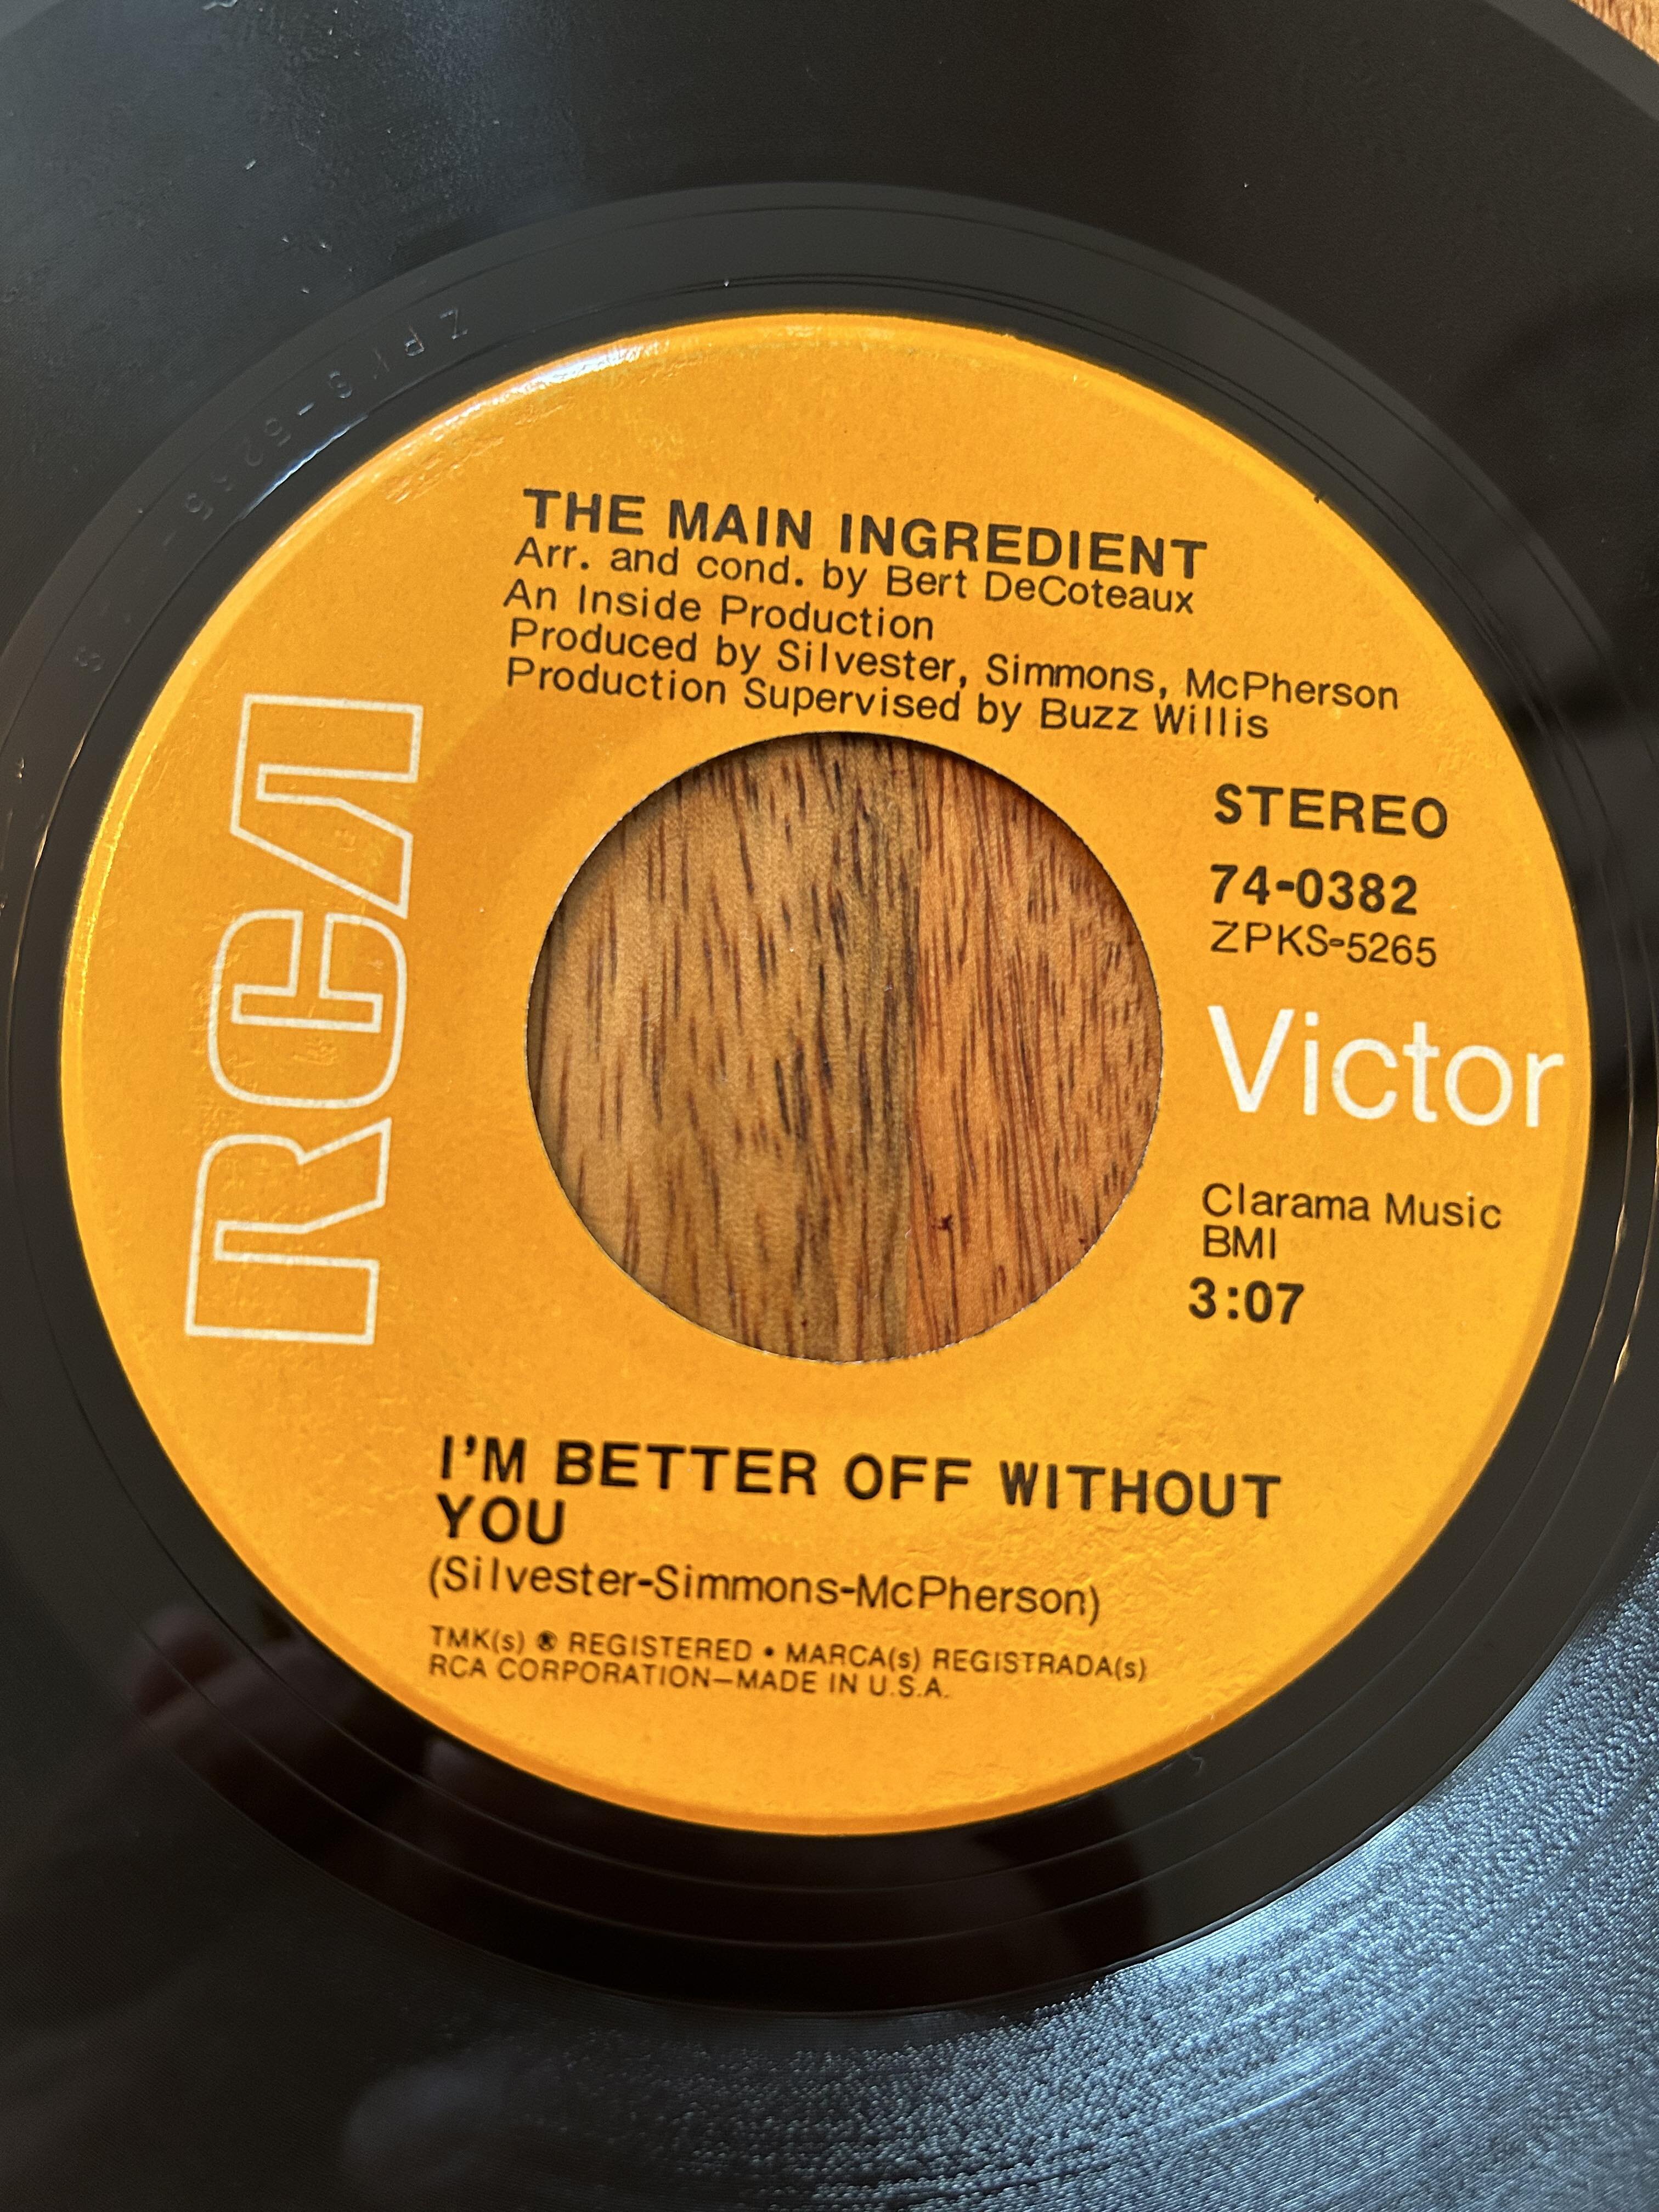 THE MAIN INGREDIENT
Arr. and cond. by Bert DeCoteaux
An Inside Production
Produced by Silvester, Simmons, McPherson
Production Supervised by Buzz Willis
RCA
STEREO
74-0382
ZPKS-5265
Victor
Clarama Music
BMI
3:07
I'M BETTER OFF WITHOUT
YOU
(Silvester-Simmons-McPherson)
TMK(s) ® REGISTERED • MARCA(s) REGISTRADA(s)
RCA CORPORATION—MADE IN U.S.A.